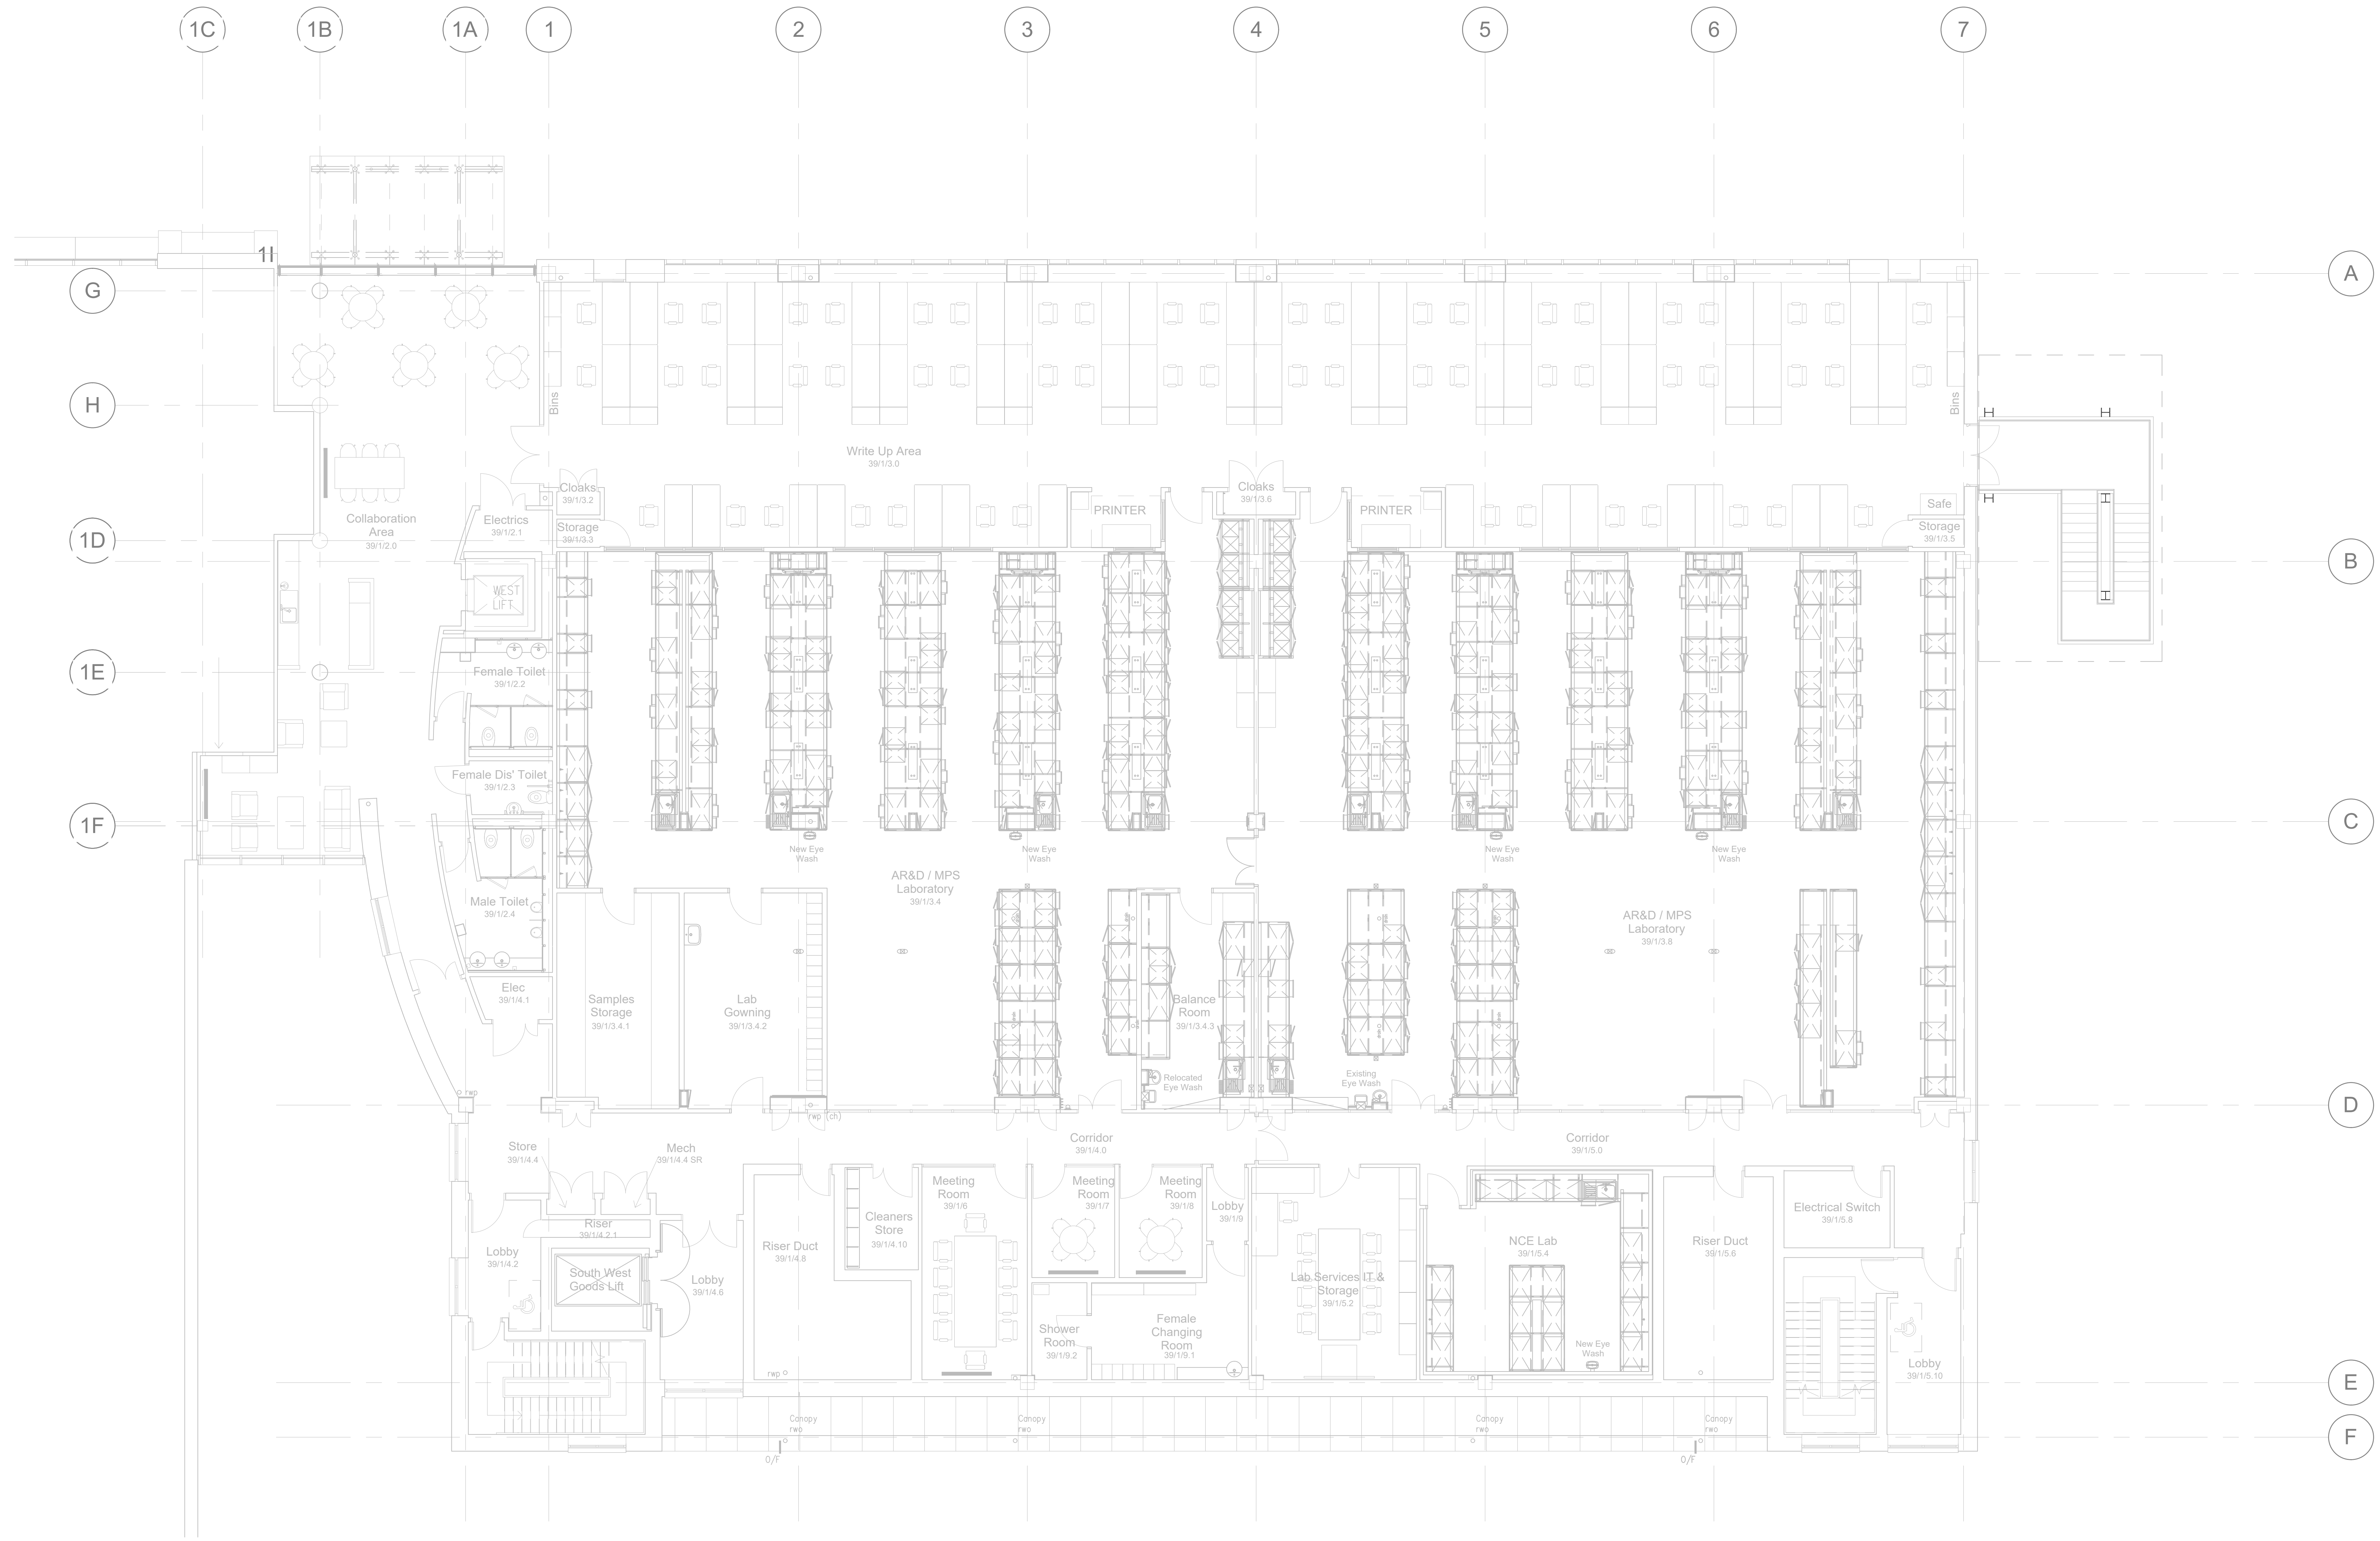 1C
1B
1A
1
2
3
4
5
6
7
1I
G
A
H
Bins
Bins
Write Up Area
39/1/3.0
Cloaks
39/1/3.2
Cloaks
39/1/3.6
PRINTER
PRINTER
Safe
Collaboration
Area
39/1/2.0
Electrics
39/1/2.1
Storage
39/1/3.3
Storage
39/1/3.5
1D
B
WEST
LIFT
1E
Female Toilet
39/1/2.2
Female Dis' Toilet
39/1/2.3
1F
C
New Eye
Wash
New Eye
Wash
New Eye
Wash
New Eye
Wash
AR&D / MPS
Laboratory
39/1/3.4
AR&D / MPS
Laboratory
39/1/3.8
Male Toilet
39/1/2.4
Elec
39/1/4.1
Samples
Storage
39/1/3.4.1
Lab
Gowning
39/1/3.4.2
Balance
Room
39/1/3.4.3
Relocated
Eye Wash
Existing
Eye Wash
rwp
rwp (ch)
D
Store
39/1/4.4
Mech
39/1/4.4 SR
Corridor
39/1/4.0
Corridor
39/1/5.0
Meeting
Room
39/1/6
Meeting
Room
39/1/7
Meeting
Room
39/1/8
Lobby
39/1/9
Cleaners
Store
39/1/4.10
Riser
39/1/4.2.1
Electrical Switch
39/1/5.8
Lobby
39/1/4.2
Riser Duct
39/1/4.8
NCE Lab
39/1/5.4
Riser Duct
39/1/5.6
South West
Goods Lift
Lobby
39/1/4.6
Lab Services IT &
Storage
39/1/5.2
Shower
Room
39/1/9.2
Female
Changing
Room
39/1/9.1
New Eye
Wash
Lobby
39/1/5.10
rwp
E
Canopy
rwo
Canopy
rwo
Canopy
rwo
Canopy
rwo
F
O/F
O/F